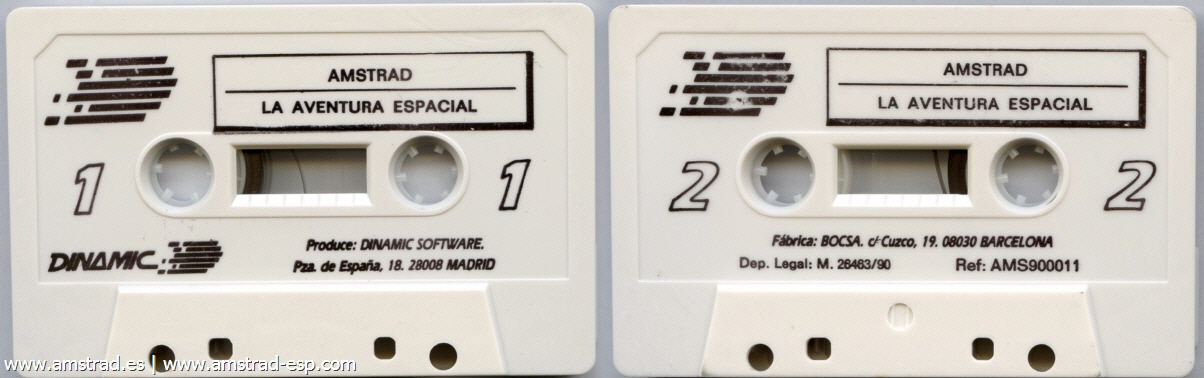 AMSTRAD
LA AVENTURA ESPACIAL
1
1
DINAMIC
Produce: DINAMIC SOFTWARE.
Pza. de España, 18. 28008 MADRID
AMSTRAD
LA AVENTURA ESPACIAL
2
2
Fábrica: BOCSA. c/ Cuzco, 19. 08030 BARCELONA
Dep. Legal: M. 26463/90
Ref: AMS900011
www.amstrad.es | www.amstrad-esp.com